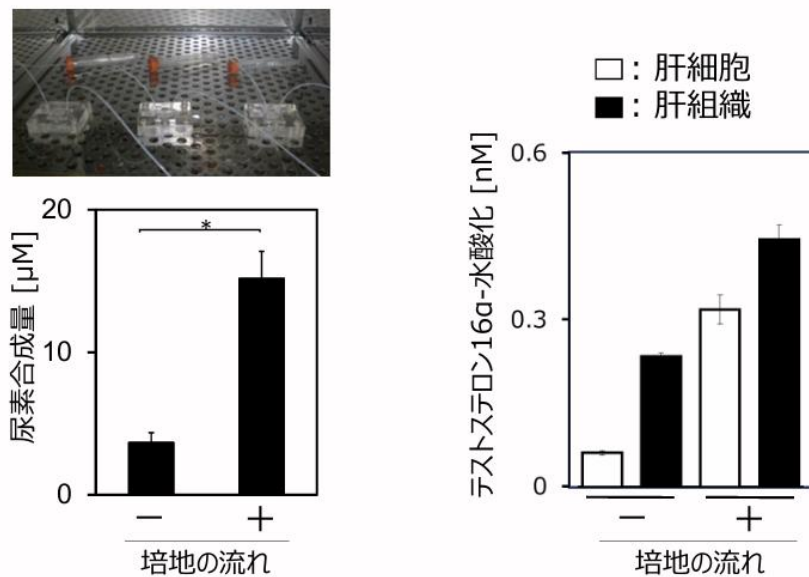 □ : 肝細胞
■ : 肝組織
尿素合成量 [μM]
20
10
0
*
− +
培地の流れ
テストステロン16α-水酸化 [nM]
0.6
0.3
0
− +
培地の流れ